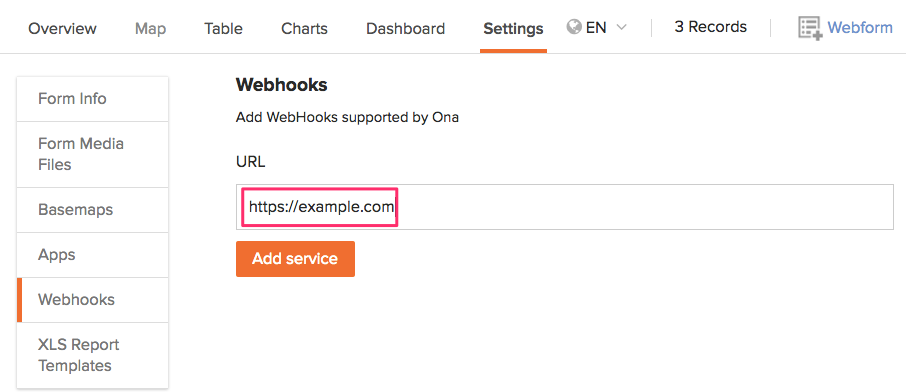 Overview Map Table Charts Dashboard Settings EN 3 Records Webform
Form Info
Form Media
Files
Basemaps
Apps
Webhooks
XLS Report
Templates
Webhooks
Add WebHooks supported by Ona
URL
https://example.com
Add service